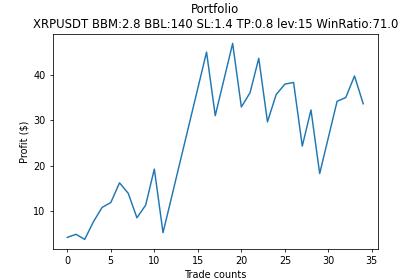 Portfolio
XRPUSDT BBM:2.8 BBL:140 SL:1.4 TP:0.8 lev:15 WinRatio:71.0
Profit ($)
40
30
20
10
0 5 10 15 20 25 30 35
Trade counts